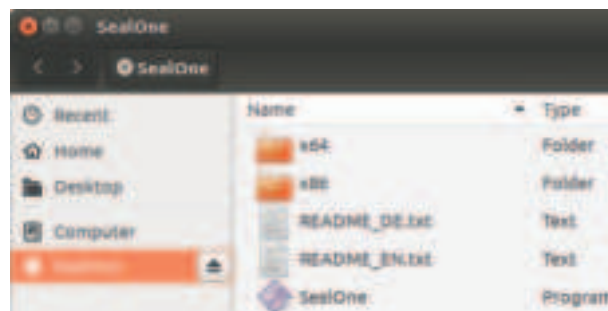 SealOne
SealOne
Recent
Home
Desktop
Computer
Name Type
x64 Folder
x86 Folder
README_DE.txt Text
README_EN.txt Text
SealOne Program